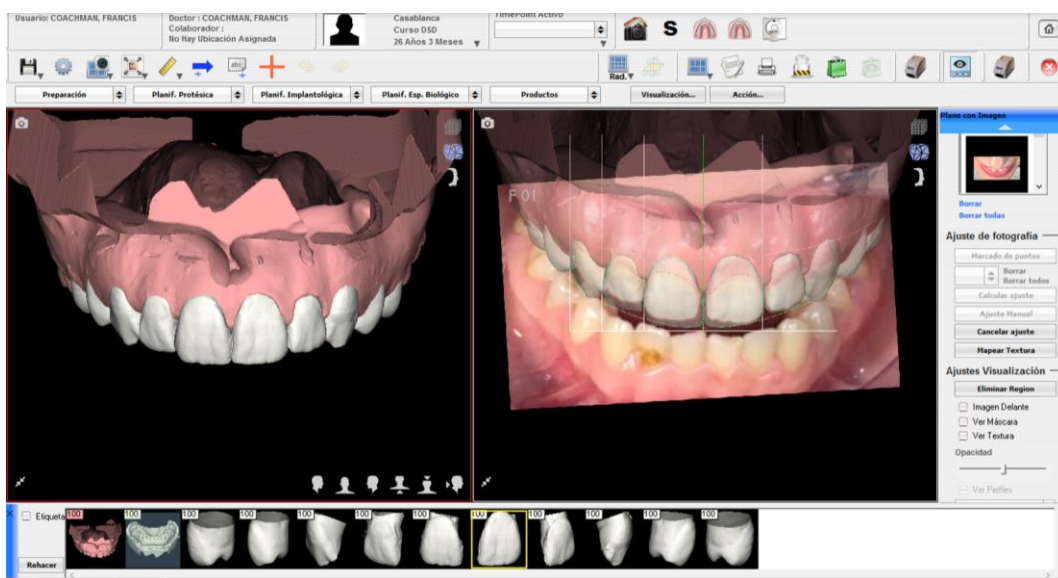 Usuario: COACHMAN, FRANCIS
Doctor : COACHMAN, FRANCIS
Colaborador :
No Hay Ubicación Asignada
Casablanca
Curso DSD
26 Años 3 Meses
TimePoint Activo
S
abc
Rad.
Preparación
Planif. Protésica
Planif. Implantológica
Planif. Esp. Biológico
Productos
Visualización...
Acción...
F 01
Plano con Imagen
Borrar
Borrar todas
Ajuste de fotografía
Marcado de puntos
Borrar
Borrar todos
Calcular ajuste
Ajuste Manual
Cancelar ajuste
Mapear Textura
Ajustes Visualización
Eliminar Region
Imagen Delante
Ver Máscara
Ver Textura
Opacidad
Ver Perfiles
Etiqueta
100 100 100 100 100 100 100 100 100 100 100 100
Rehacer